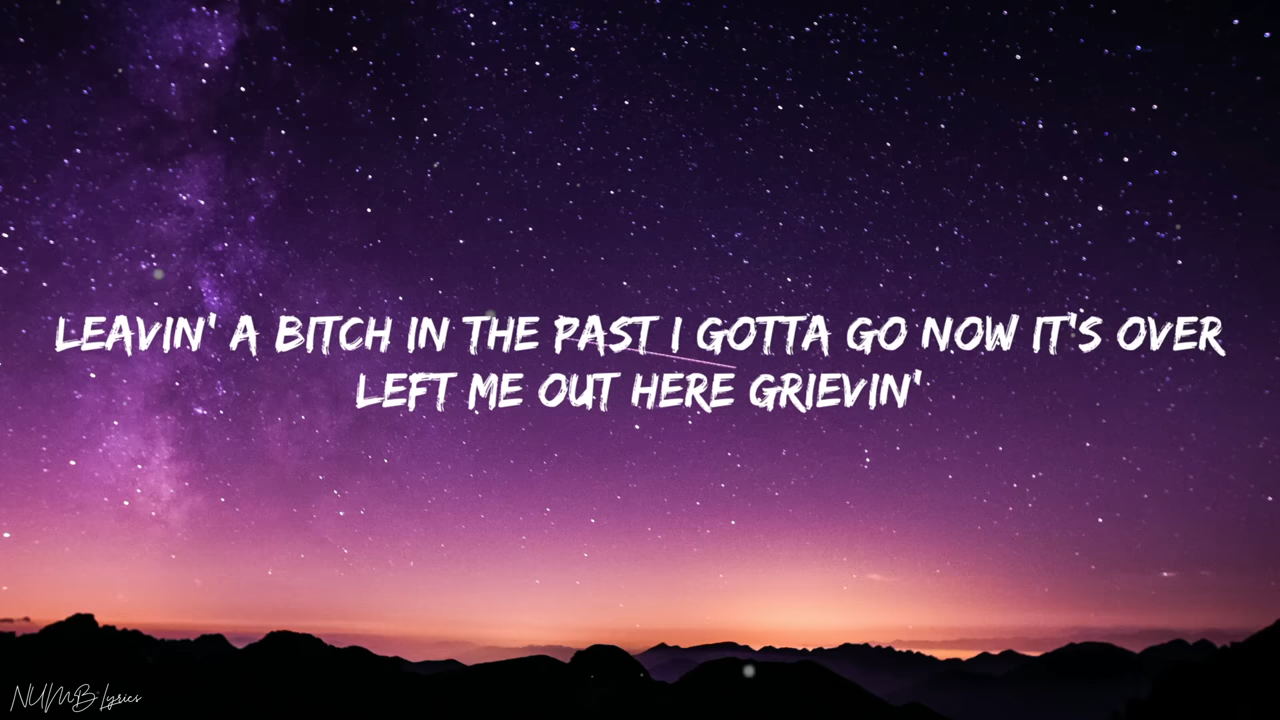 LEAVIN' A BITCH IN THE PAST I GOTTA GO NOW IT'S OVER
LEFT ME OUT HERE GRIEVIN'
NUMB Lyrics